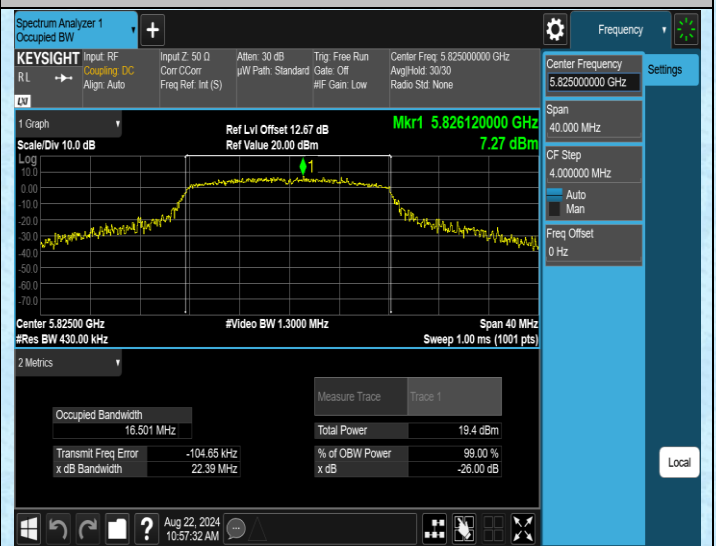 Spectrum Analyzer 1
Occupied BW
Frequency
KEYSIGHT
RL
Input: RF
Coupling: DC
Align: Auto
Input Z: 50 Ω
Corr CCorr
Freq Ref: Int (S)
Atten: 30 dB
µW Path: Standard
Trig: Free Run
Gate: Off
#IF Gain: Low
Center Freq: 5.825000000 GHz
Avg|Hold: 30/30
Radio Std: None
Center Frequency
5.825000000 GHz
Settings
Span
40.000 MHz
CF Step
4.000000 MHz
Auto
Man
Freq Offset
0 Hz
1 Graph
Scale/Div 10.0 dB
Ref Lvl Offset 12.67 dB
Ref Value 20.00 dBm
Mkr1 5.826120000 GHz
7.27 dBm
Log
10.0
0.00
-10.0
-20.0
-30.0
-40.0
-50.0
-60.0
-70.0
1
Center 5.82500 GHz
#Res BW 430.00 kHz
#Video BW 1.3000 MHz
Span 40 MHz
Sweep 1.00 ms (1001 pts)
2 Metrics
Measure Trace
Trace 1
Occupied Bandwidth
16.501 MHz
Total Power
19.4 dBm
Transmit Freq Error
-104.65 kHz
% of OBW Power
99.00 %
x dB Bandwidth
22.39 MHz
x dB
-26.00 dB
Local
?
Aug 22, 2024
10:57:32 AM